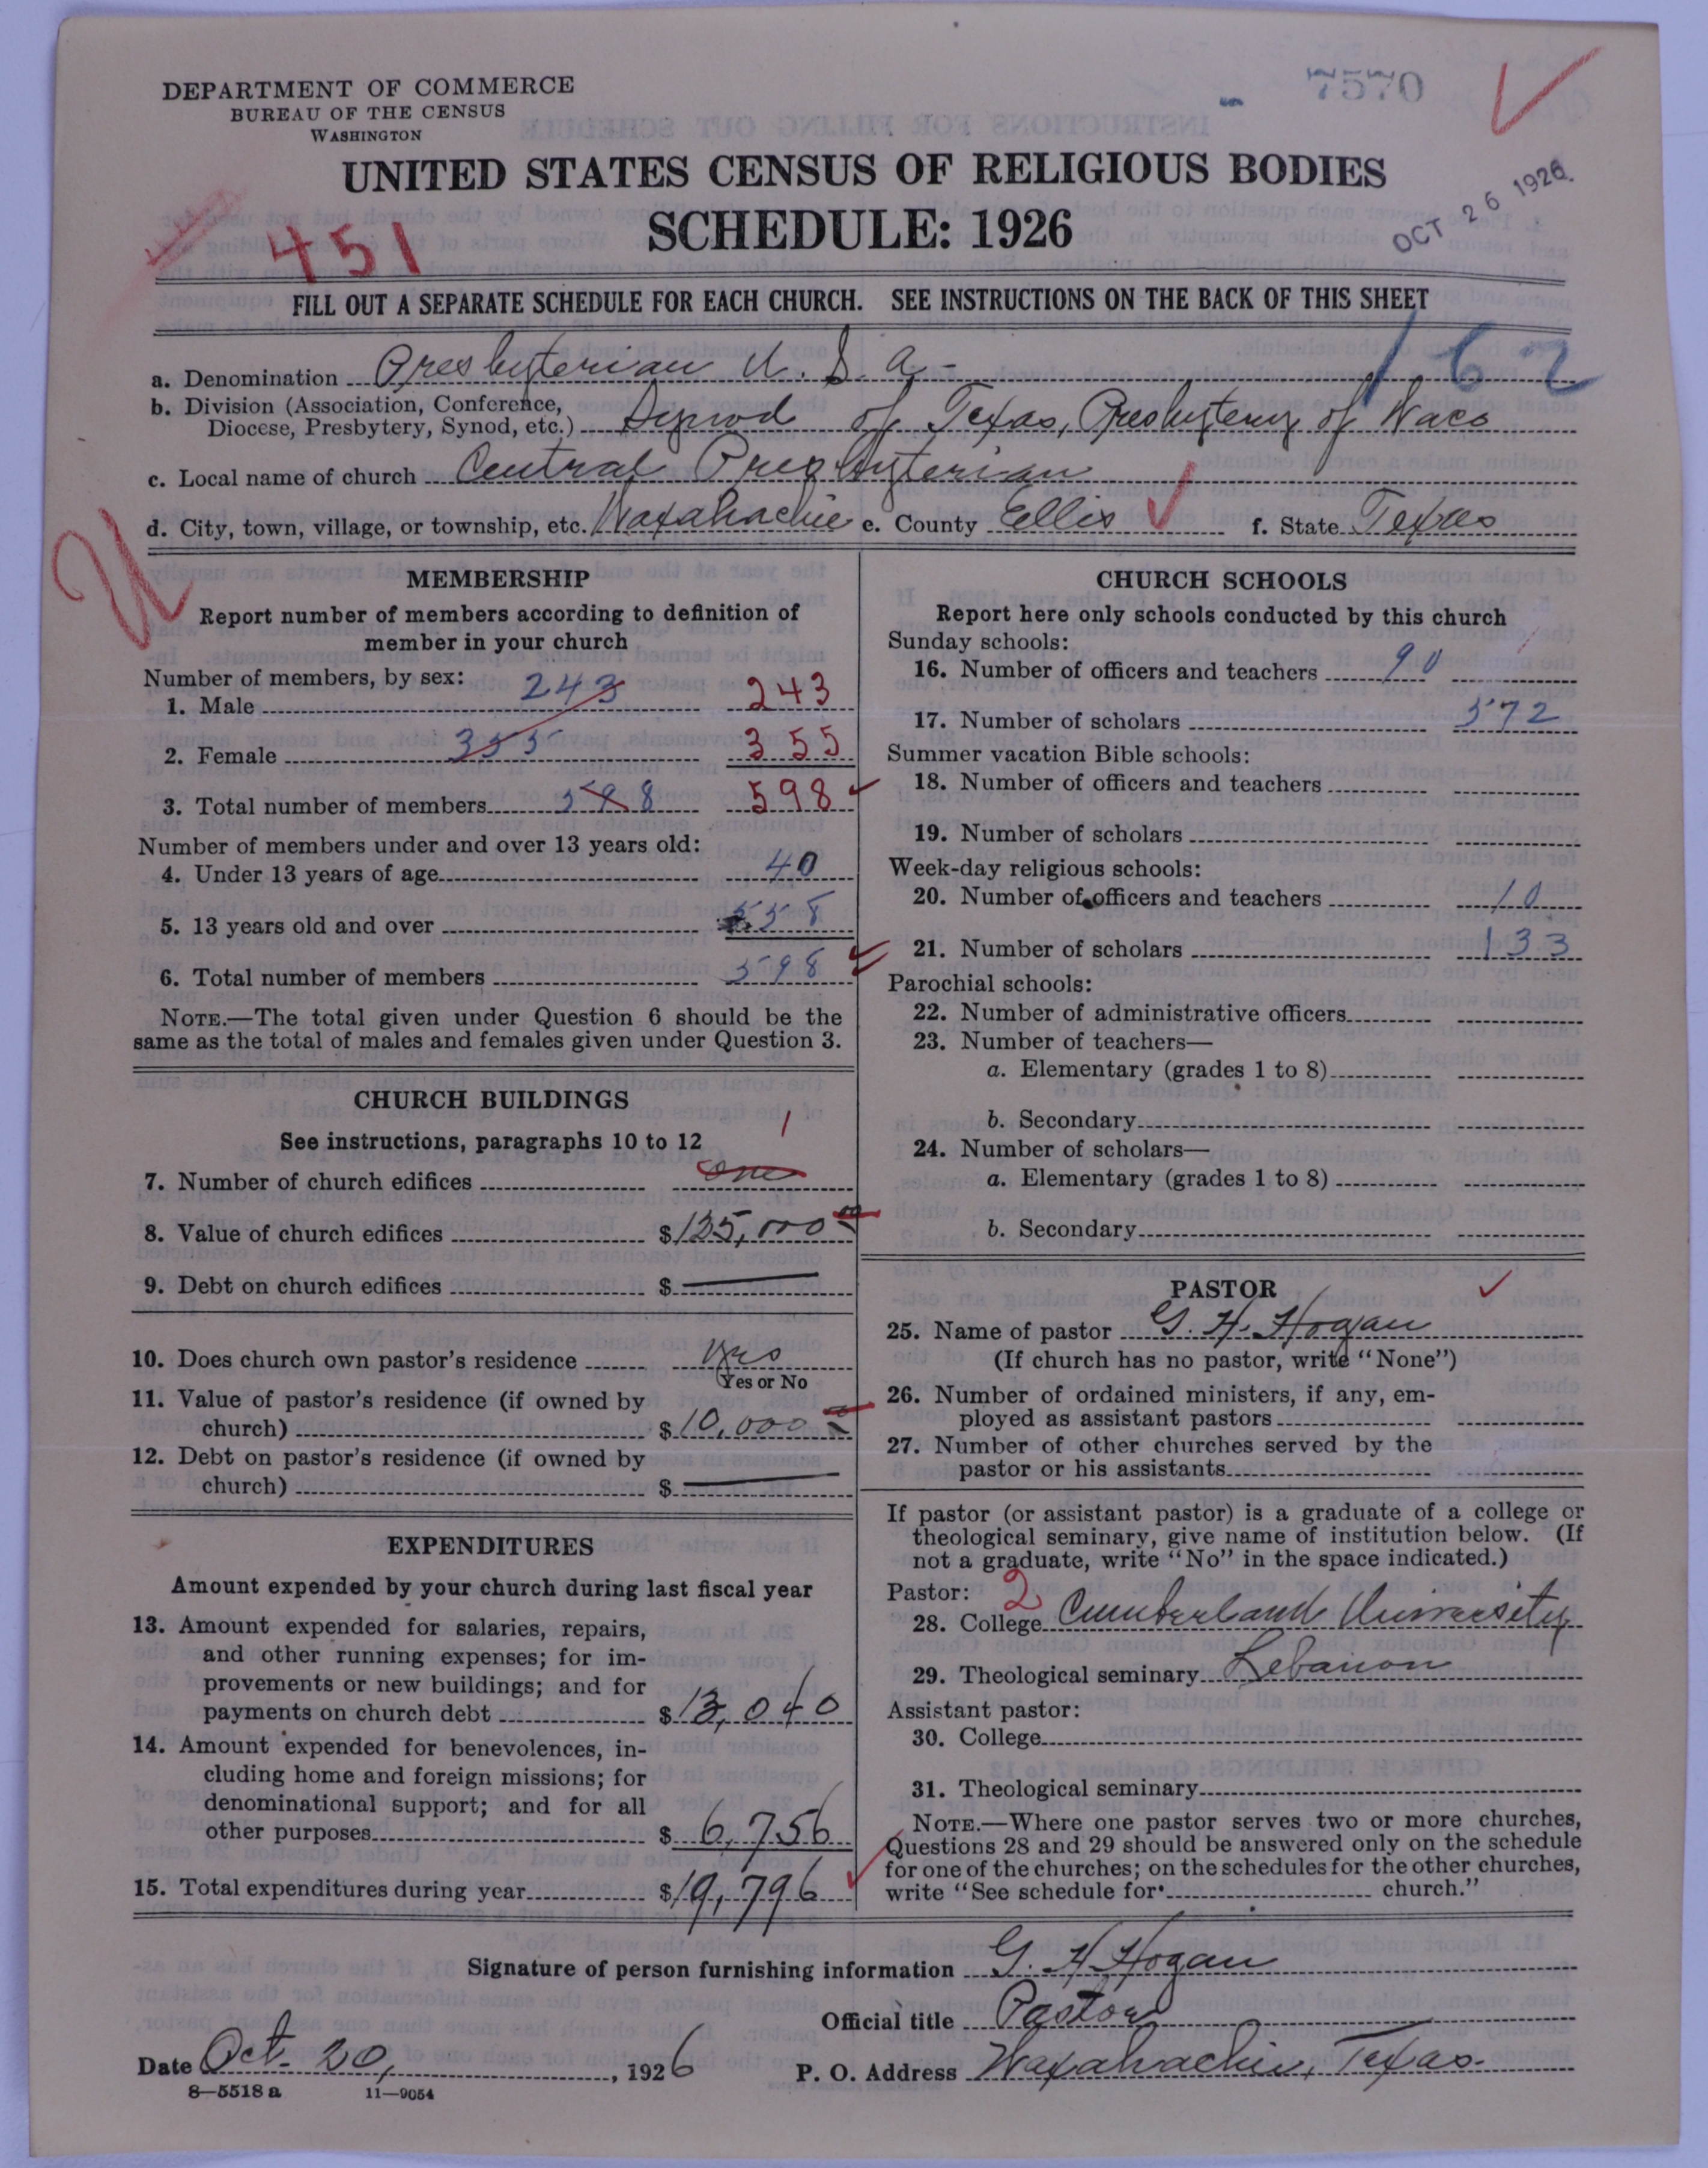 DEPARTMENT OF COMMERCE
BUREAU OF THE CENSUS
WASHINGTON
7570
UNITED STATES CENSUS OF RELIGIOUS BODIES
SCHEDULE: 1926
OCT 26 1926
451
FILL OUT A SEPARATE SCHEDULE FOR EACH CHURCH. SEE INSTRUCTIONS ON THE BACK OF THIS SHEET
162
a. Denomination Presbyterian U. S. A-
b. Division (Association, Conference,
Diocese, Presbytery, Synod, etc.) Synod of Texas, Presbytery of Waco
c. Local name of church Central Presbyterian
d. City, town, village, or township, etc. Waxahachie e. County Ellis f. State Texas
MEMBERSHIP
Report number of members according to definition of
member in your church
Number of members, by sex:
1. Male 243 243
2. Female 355 355
3. Total number of members 598 598
Number of members under and over 13 years old:
4. Under 13 years of age 40
5. 13 years old and over 558
6. Total number of members 598
NOTE.—The total given under Question 6 should be the
same as the total of males and females given under Question 3.
CHURCH BUILDINGS
See instructions, paragraphs 10 to 12
1
7. Number of church edifices one
8. Value of church edifices $135,000 00
9. Debt on church edifices $
10. Does church own pastor's residence yes
Yes or No
11. Value of pastor's residence (if owned by
church) $10,000
12. Debt on pastor's residence (if owned by
church) $
EXPENDITURES
Amount expended by your church during last fiscal year
13. Amount expended for salaries, repairs,
and other running expenses; for im-
provements or new buildings; and for
payments on church debt $13,040
14. Amount expended for benevolences, in-
cluding home and foreign missions; for
denominational support; and for all
other purposes $6,756
15. Total expenditures during year $19,796
CHURCH SCHOOLS
Report here only schools conducted by this church
Sunday schools:
16. Number of officers and teachers 90
17. Number of scholars 572
Summer vacation Bible schools:
18. Number of officers and teachers
19. Number of scholars
Week-day religious schools:
20. Number of officers and teachers 10
21. Number of scholars 133
Parochial schools:
22. Number of administrative officers
23. Number of teachers—
a. Elementary (grades 1 to 8)
b. Secondary
24. Number of scholars—
a. Elementary (grades 1 to 8)
b. Secondary
PASTOR
25. Name of pastor G. H. Hogan
(If church has no pastor, write "None")
26. Number of ordained ministers, if any, em-
ployed as assistant pastors
27. Number of other churches served by the
pastor or his assistants
If pastor (or assistant pastor) is a graduate of a college or
theological seminary, give name of institution below. (If
not a graduate, write "No" in the space indicated.)
Pastor: 2
28. College Cumberland University
29. Theological seminary Lebanon
Assistant pastor:
30. College
31. Theological seminary
NOTE.—Where one pastor serves two or more churches,
Questions 28 and 29 should be answered only on the schedule
for one of the churches; on the schedules for the other churches,
write "See schedule for church."
Signature of person furnishing information G. H Hogan
Official title Pastor
Date Oct. 20, 1926 P. O. Address Waxahachie, Texas.
8—5518 a 11—9054